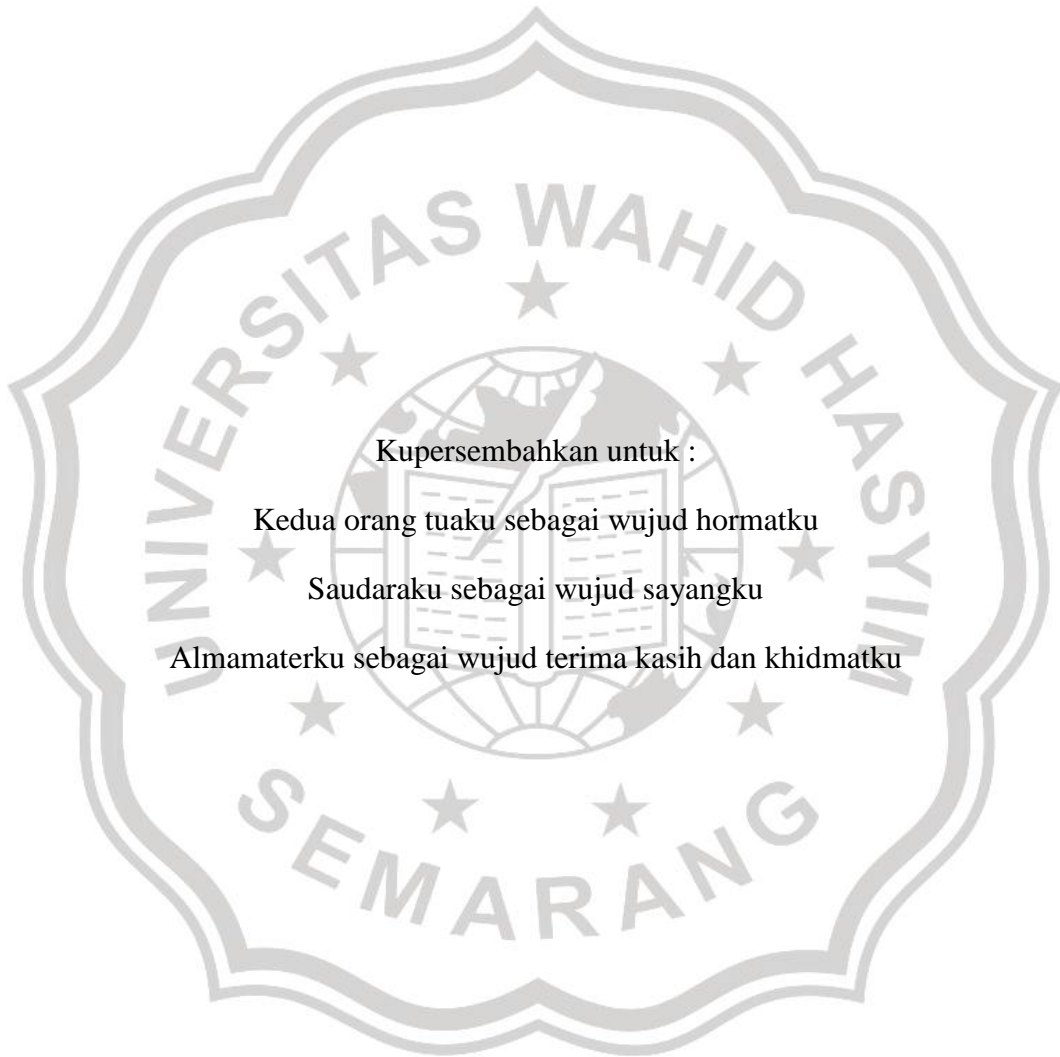 UNIVERSITAS WAHID HASYIM
Kupersembahkan untuk :
Kedua orang tuaku sebagai wujud hormatku
Saudaraku sebagai wujud sayangku
Almamaterku sebagai wujud terima kasih dan khidmatku
SEMARANG